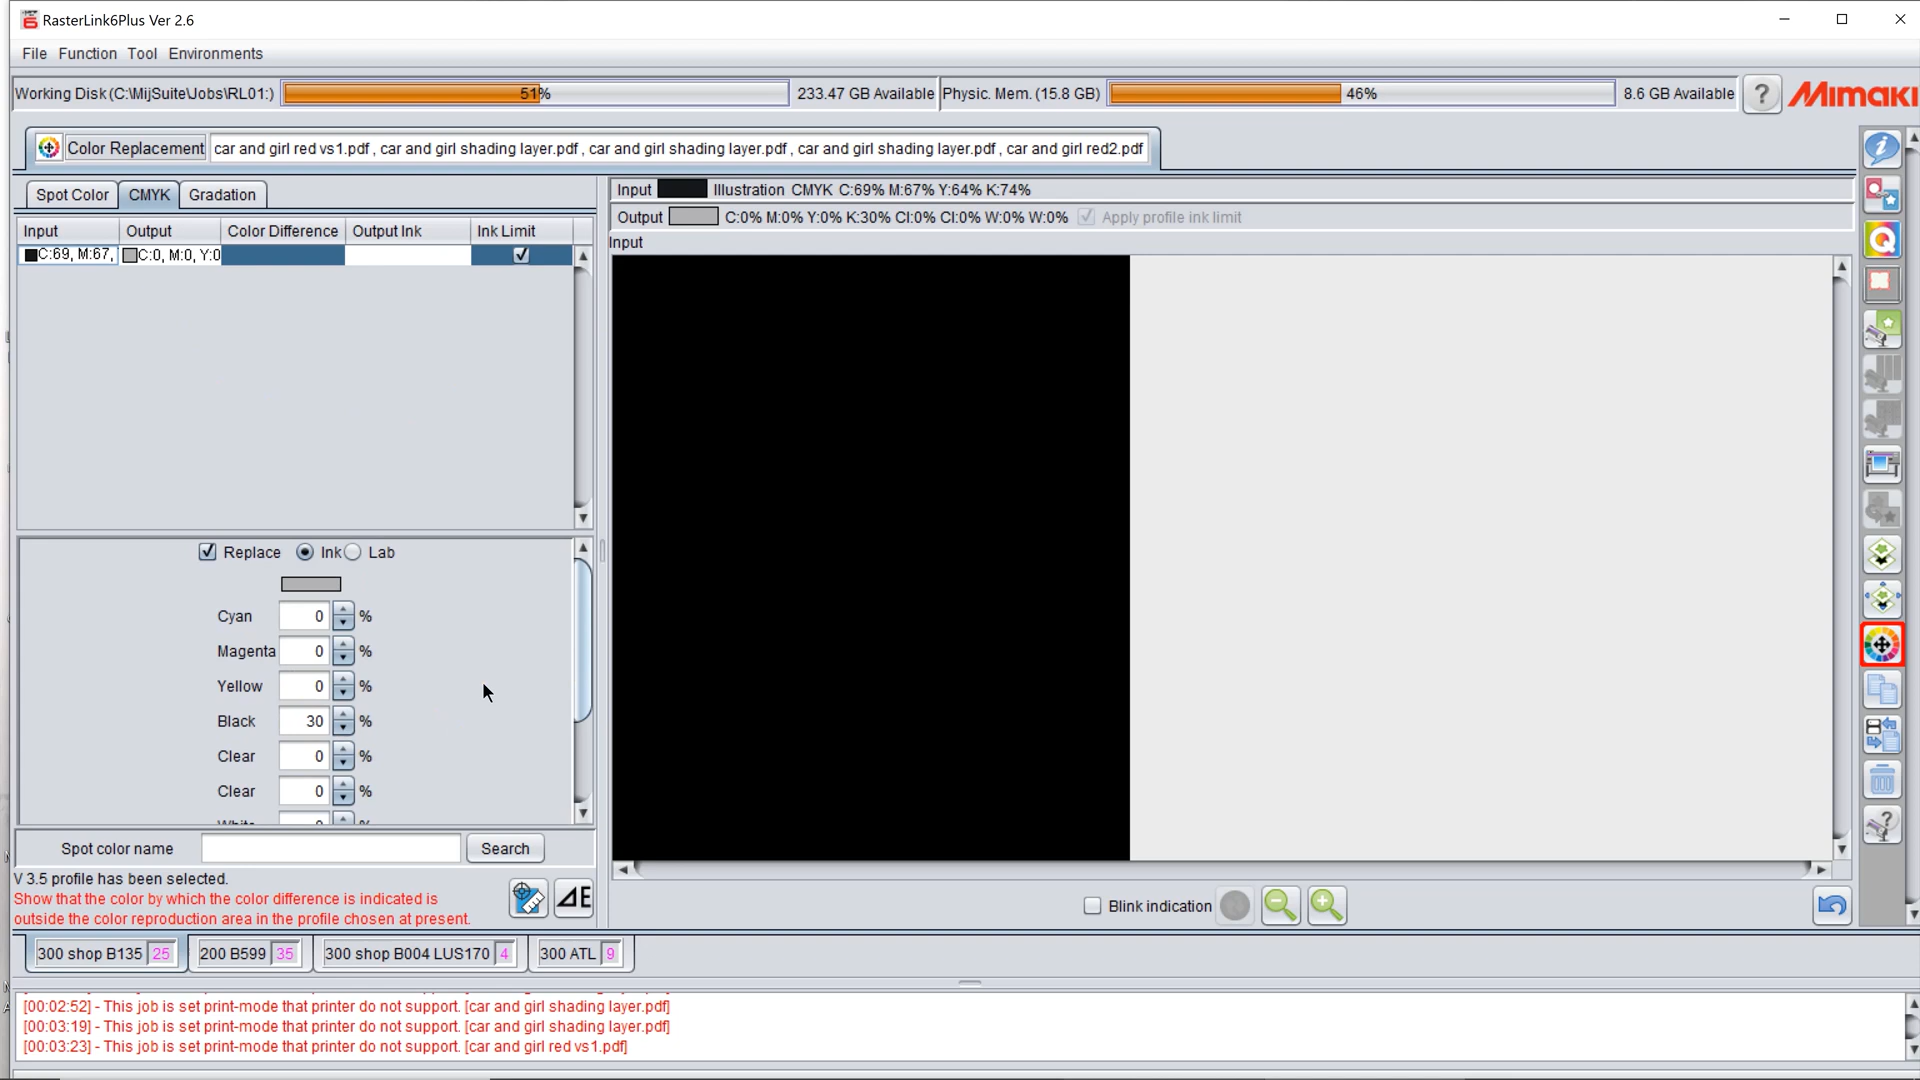 RasterLink6Plus Ver 2.6
File Function Tool Environments
Working Disk (C:\MijSuite\Jobs\RL01:) 51% 233.47 GB Available Physic. Mem. (15.8 GB) 46% 8.6 GB Available ? Mimaki
Color Replacement car and girl red vs1.pdf , car and girl shading layer.pdf , car and girl shading layer.pdf , car and girl shading layer.pdf , car and girl red2.pdf
Spot Color CMYK Gradation
Input Illustration CMYK C:69% M:67% Y:64% K:74%
Output C:0% M:0% Y:0% K:30% Cl:0% Cl:0% W:0% W:0% Apply profile ink limit
Input Output Color Difference Output Ink Ink Limit
Input
C:69, M:67, C:0, M:0, Y:0
Replace Ink Lab
Cyan 0 %
Magenta 0 %
Yellow 0 %
Black 30 %
Clear 0 %
Clear 0 %
Spot color name Search
V 3.5 profile has been selected.
Show that the color by which the color difference is indicated is
outside the color reproduction area in the profile chosen at present.
ΔE
Blink indication
300 shop B135 25 200 B599 35 300 shop B004 LUS170 4 300 ATL 9
[00:02:52] - This job is set print-mode that printer do not support. [car and girl shading layer.pdf]
[00:03:19] - This job is set print-mode that printer do not support. [car and girl shading layer.pdf]
[00:03:23] - This job is set print-mode that printer do not support. [car and girl red vs1.pdf]